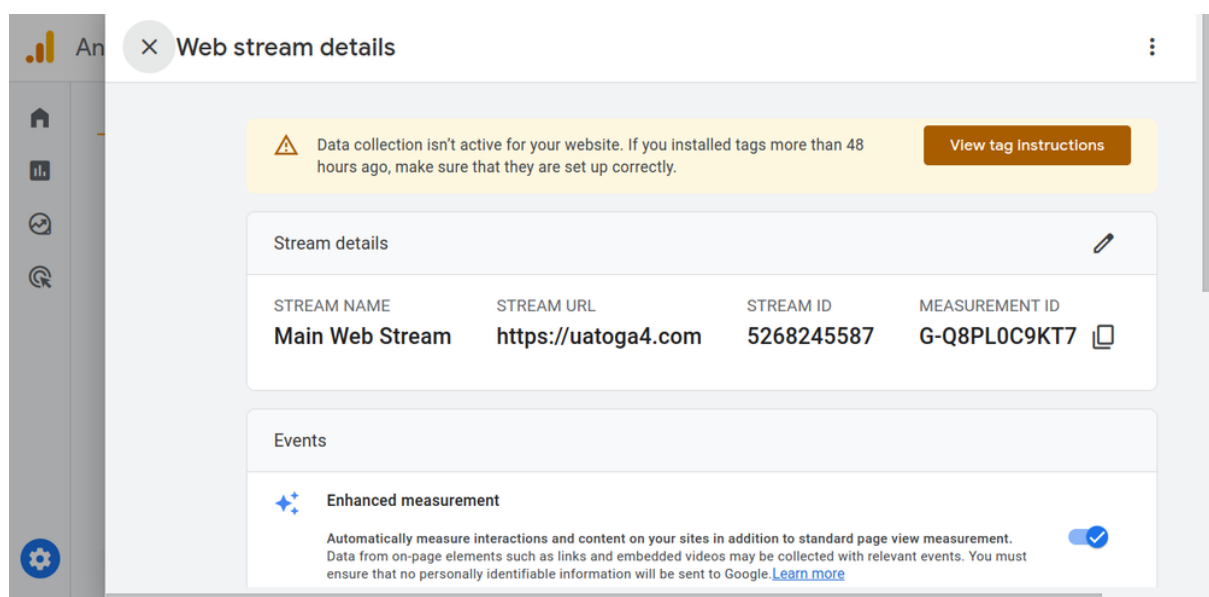 An
Web stream details
Data collection isn't active for your website. If you installed tags more than 48
hours ago, make sure that they are set up correctly.
View tag instructions
Stream details
STREAM NAME
Main Web Stream
STREAM URL
https://uatoga4.com
STREAM ID
5268245587
MEASUREMENT ID
G-Q8PL0C9KT7
Events
Enhanced measurement
Automatically measure interactions and content on your sites in addition to standard page view measurement.
Data from on-page elements such as links and embedded videos may be collected with relevant events. You must
ensure that no personally identifiable information will be sent to Google.Learn more